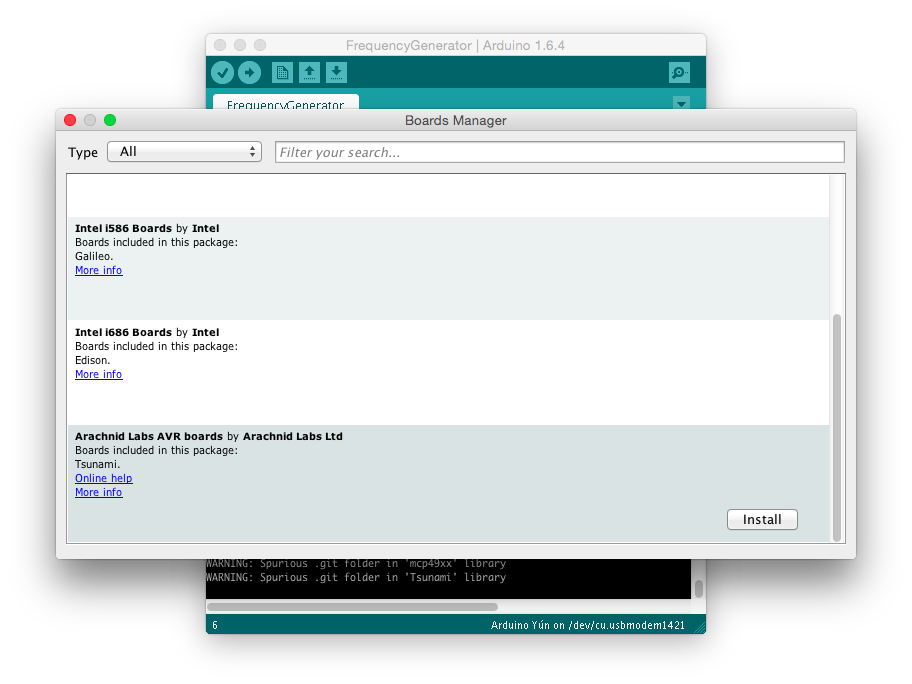 FrequencyGenerator | Arduino 1.6.4
FrequencyGenerator
Boards Manager
Type All Filter your search...
Intel i586 Boards by Intel
Boards included in this package:
Galileo.
More info
Intel i686 Boards by Intel
Boards included in this package:
Edison.
More info
Arachnid Labs AVR boards by Arachnid Labs Ltd
Boards included in this package:
Tsunami.
Online help
More info
Install
WARNING: Spurious .git folder in 'mcp49xx' library
WARNING: Spurious .git folder in 'Tsunami' library
6 Arduino Yún on /dev/cu.usbmodem1421